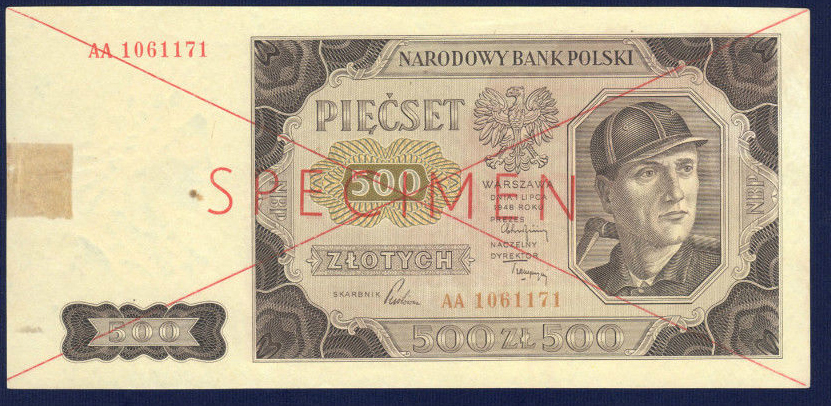 AA 1061171
NARODOWY BANK POLSKI
PIĘĆSET
500
SPECIMEN
WARSZAWA
DNIA 1 LIPCA
1948 ROKU
PREZES
NACZELNY
DYREKTOR
ZŁOTYCH
SKARBNIK
AA 1061171
NBP
NBP
500
500 ZŁ 500